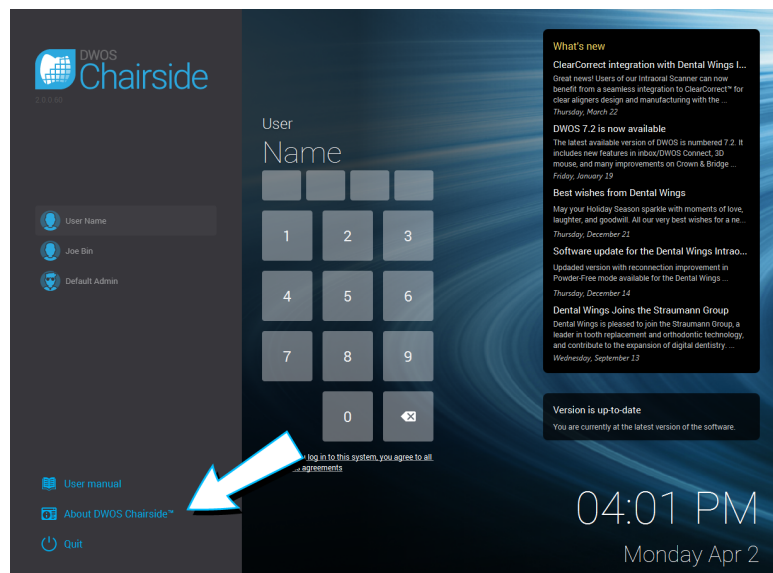 DWOS
Chairside
2.0.0.90
User
Name
User Name
Joe Bin
Default Admin
1 2 3
4 5 6
7 8 9
0
log in to this system, you agree to all
agreements
User manual
About DWOS Chairside™
Quit
What's new
ClearCorrect integration with Dental Wings I...
Great news! Users of our Intraoral Scanner can now
benefit from a seamless integration to ClearCorrect™ for
clear aligners design and manufacturing with the ...
Thursday, March 22
DWOS 7.2 is now available
The latest available version of DWOS is numbered 7.2. It
includes new features in inbox/DWOS Connect, 3D
mouse, and many improvements on Crown & Bridge ...
Friday, January 19
Best wishes from Dental Wings
May your Holiday Season sparkle with moments of love,
laughter, and goodwill. All our very best wishes for a ne...
Thursday, December 21
Software update for the Dental Wings Intrao...
Updaded version with reconnection improvement in
Powder-Free mode available for the Dental Wings ...
Thursday, December 14
Dental Wings Joins the Straumann Group
Dental Wings is pleased to join the Straumann Group, a
leader in tooth replacement and orthodontic technology,
and contribute to the expansion of digital dentistry. ...
Wednesday, September 13
Version is up-to-date
You are currently at the latest version of the software.
04:01 PM
Monday Apr 2